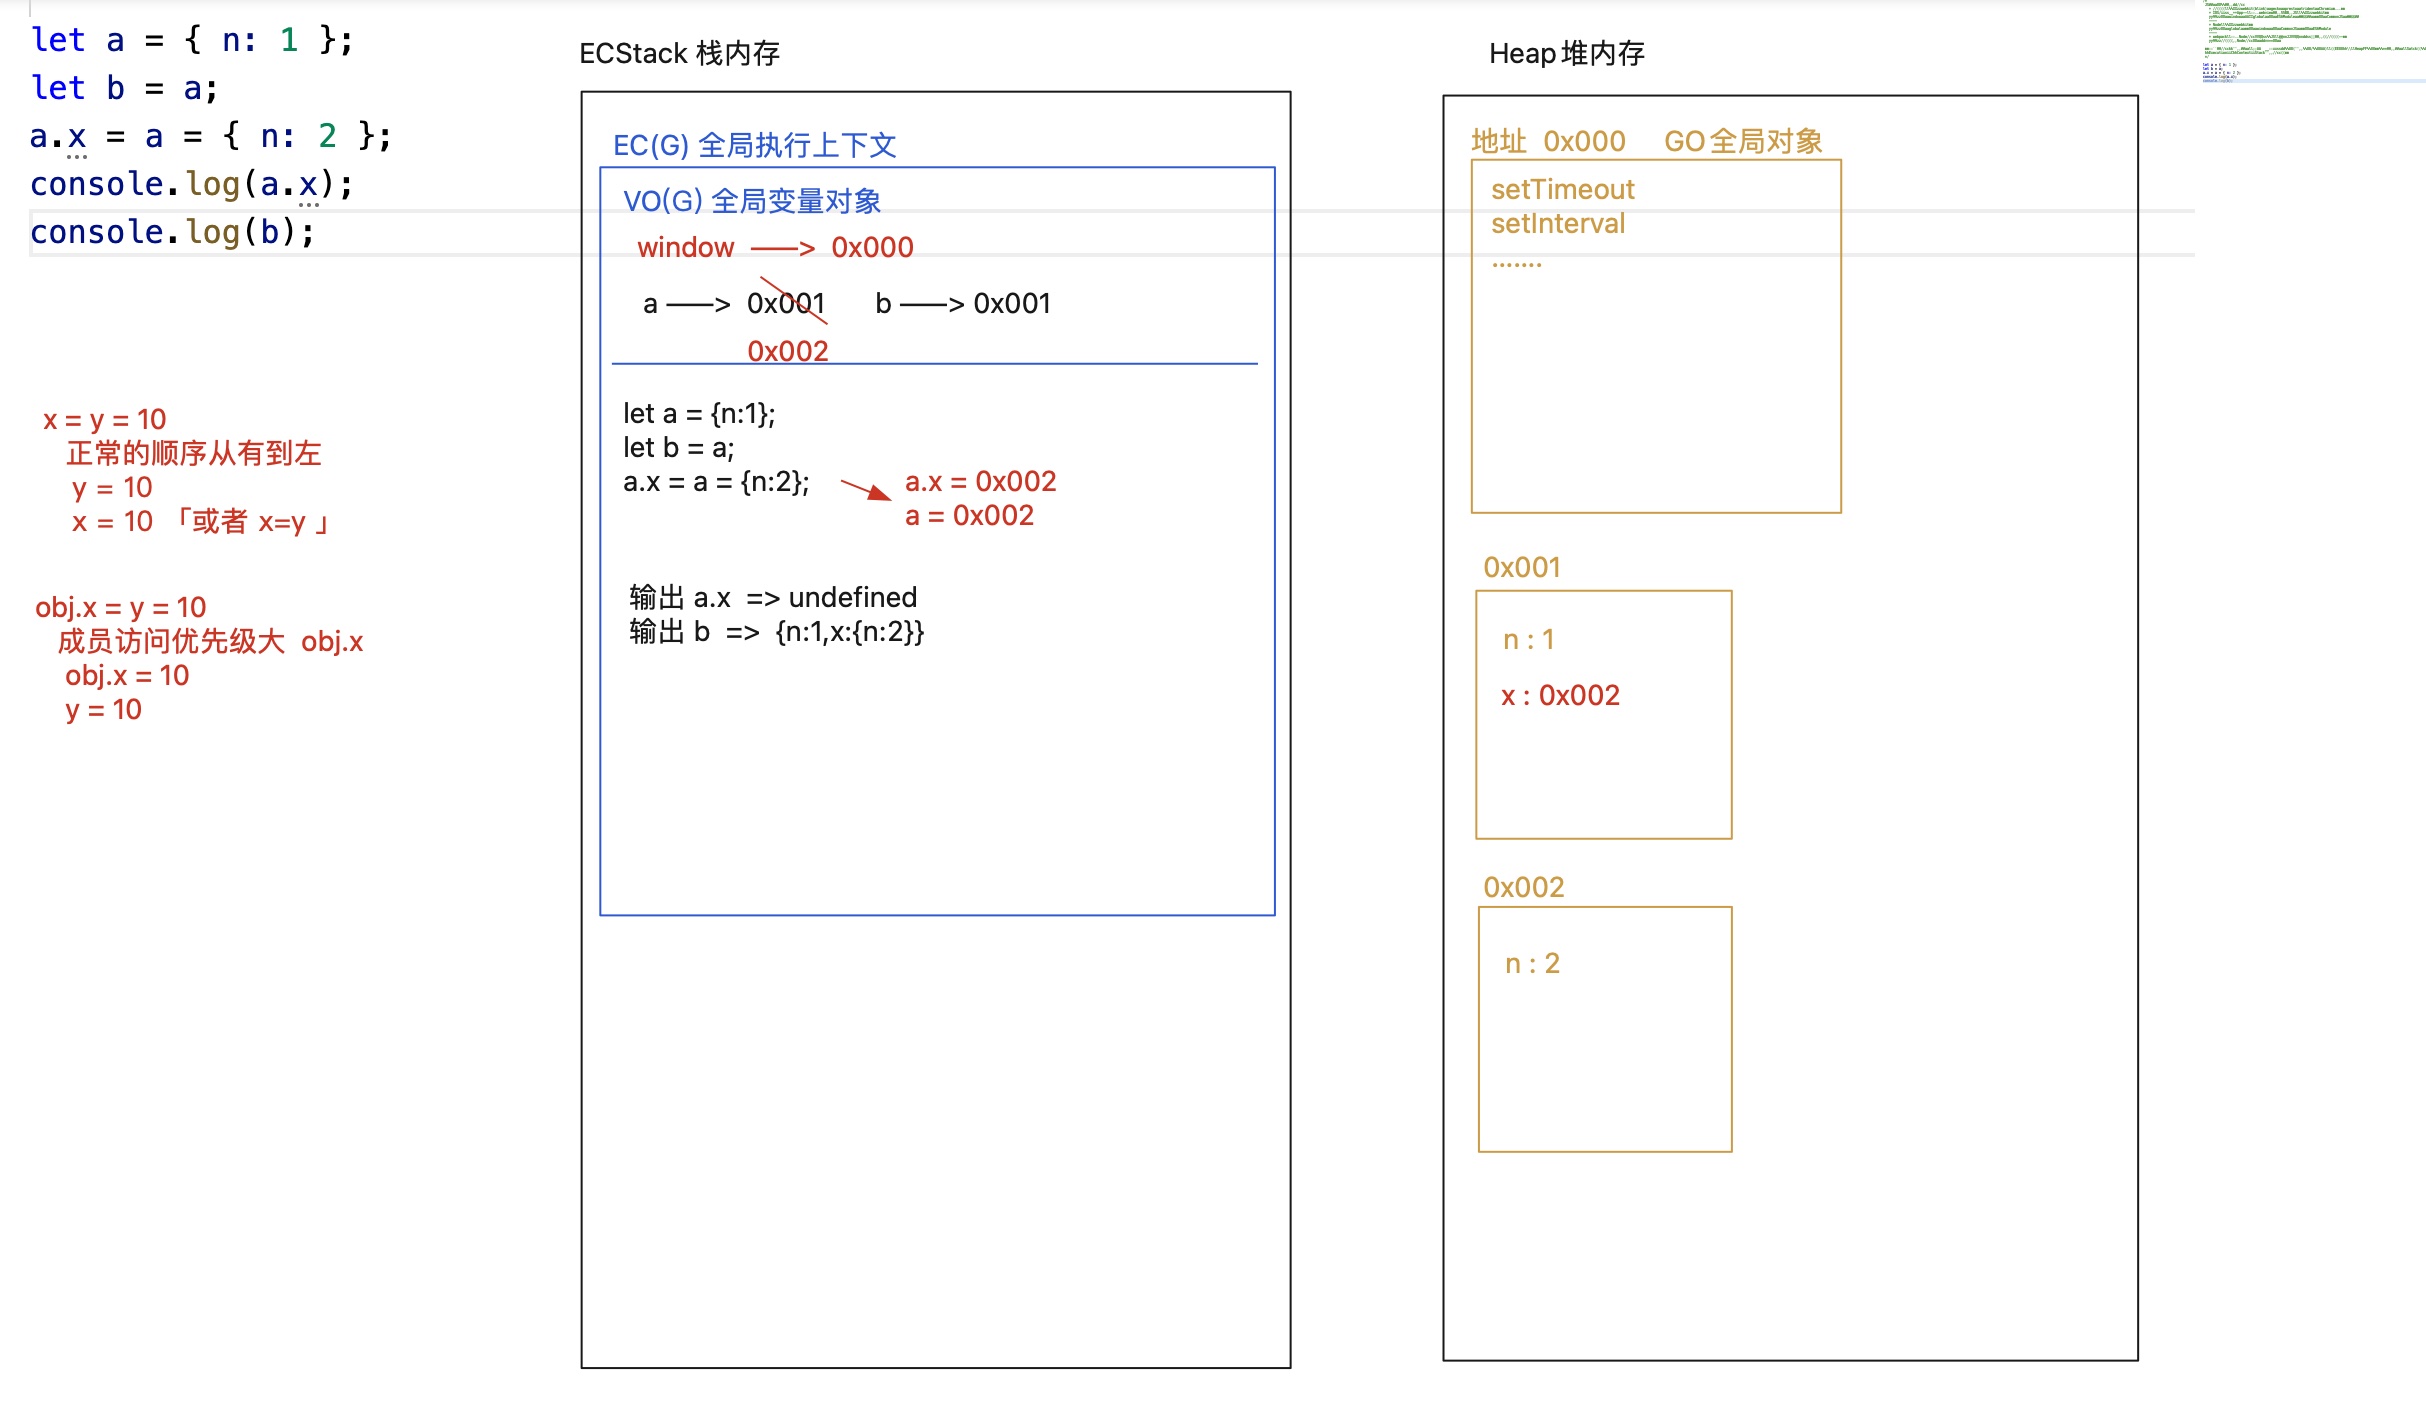 let a = { n: 1 };
let b = a;
a.x = a = { n: 2 };
console.log(a.x);
console.log(b);
x = y = 10
正常的顺序从有到左
y = 10
x = 10 「或者 x=y 」
obj.x = y = 10
成员访问优先级大 obj.x
obj.x = 10
y = 10
ECStack 栈内存
EC(G) 全局执行上下文
VO(G) 全局变量对象
window ——> 0x000
a ——> 0x001 b ——> 0x001
0x002
let a = {n:1};
let b = a;
a.x = a = {n:2};
a.x = 0x002
a = 0x002
输出 a.x => undefined
输出 b => {n:1,x:{n:2}}
Heap 堆内存
地址 0x000 GO 全局对象
setTimeout
setInterval
.......
0x001
n : 1
x : 0x002
0x002
n : 2